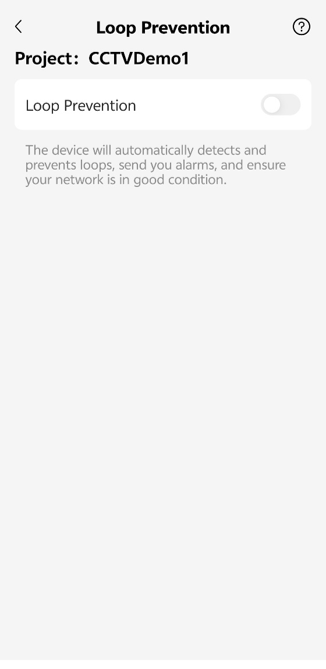 Loop Prevention
Project: CCTVDemo1
Loop Prevention
The device will automatically detects and
prevents loops, send you alarms, and ensure
your network is in good condition.